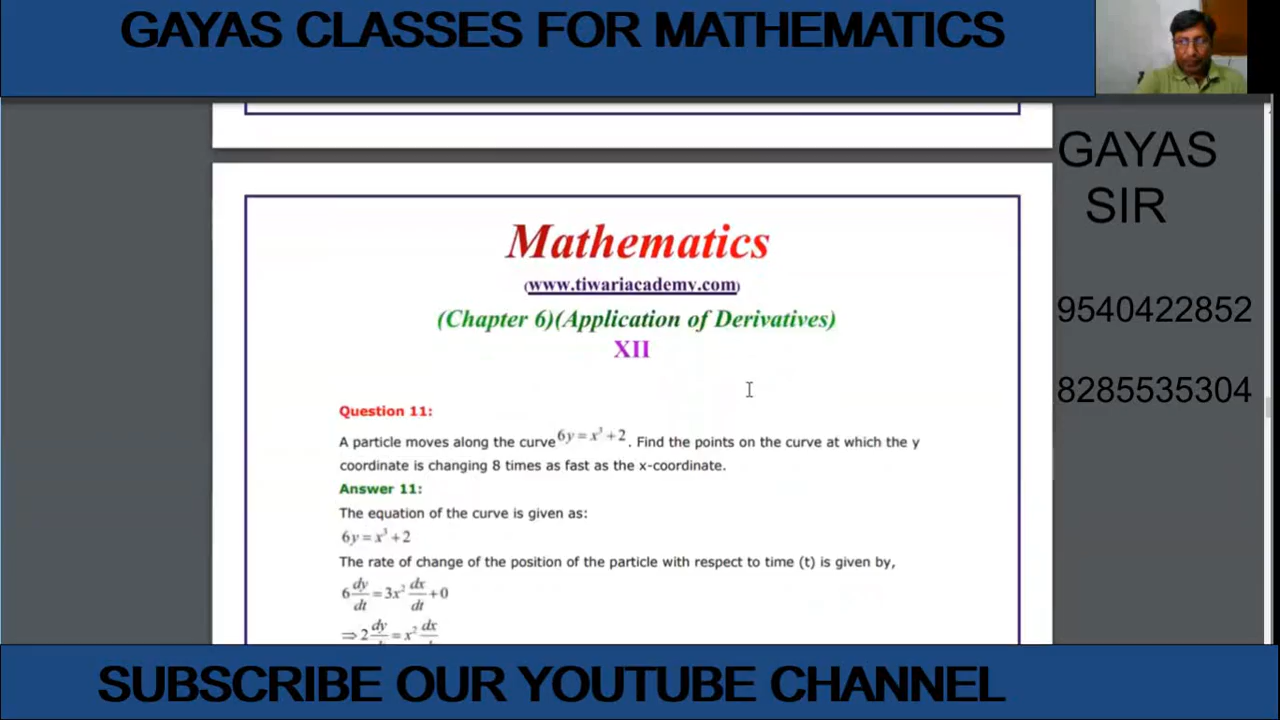 GAYAS CLASSES FOR MATHEMATICS
GAYAS
SIR
9540422852
8285535304
Mathematics
(www.tiwariacademy.com)
(Chapter 6)(Application of Derivatives)
XII
Question 11:
A particle moves along the curve 6y = x³ + 2. Find the points on the curve at which the y
coordinate is changing 8 times as fast as the x-coordinate.
Answer 11:
The equation of the curve is given as:
6y = x³ + 2
The rate of change of the position of the particle with respect to time (t) is given by,
6 dy/dt = 3x² dx/dt + 0
⇒ 2 dy/ = x² dx/
SUBSCRIBE OUR YOUTUBE CHANNEL